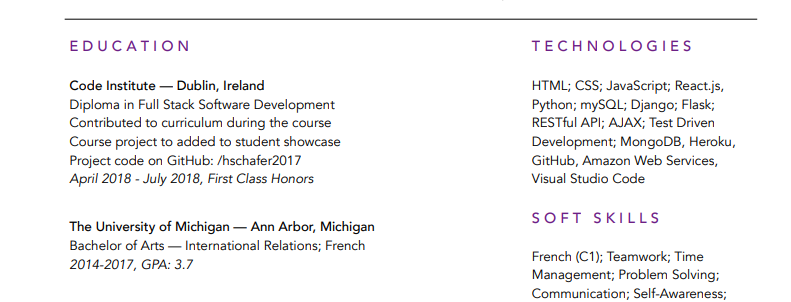 EDUCATION
Code Institute — Dublin, Ireland
Diploma in Full Stack Software Development
Contributed to curriculum during the course
Course project to added to student showcase
Project code on GitHub: /hschafer2017
April 2018 - July 2018, First Class Honors
The University of Michigan — Ann Arbor, Michigan
Bachelor of Arts — International Relations; French
2014-2017, GPA: 3.7
TECHNOLOGIES
HTML; CSS; JavaScript; React.js,
Python; mySQL; Django; Flask;
RESTful API; AJAX; Test Driven
Development; MongoDB, Heroku,
GitHub, Amazon Web Services,
Visual Studio Code
SOFT SKILLS
French (C1); Teamwork; Time
Management; Problem Solving;
Communication; Self-Awareness;